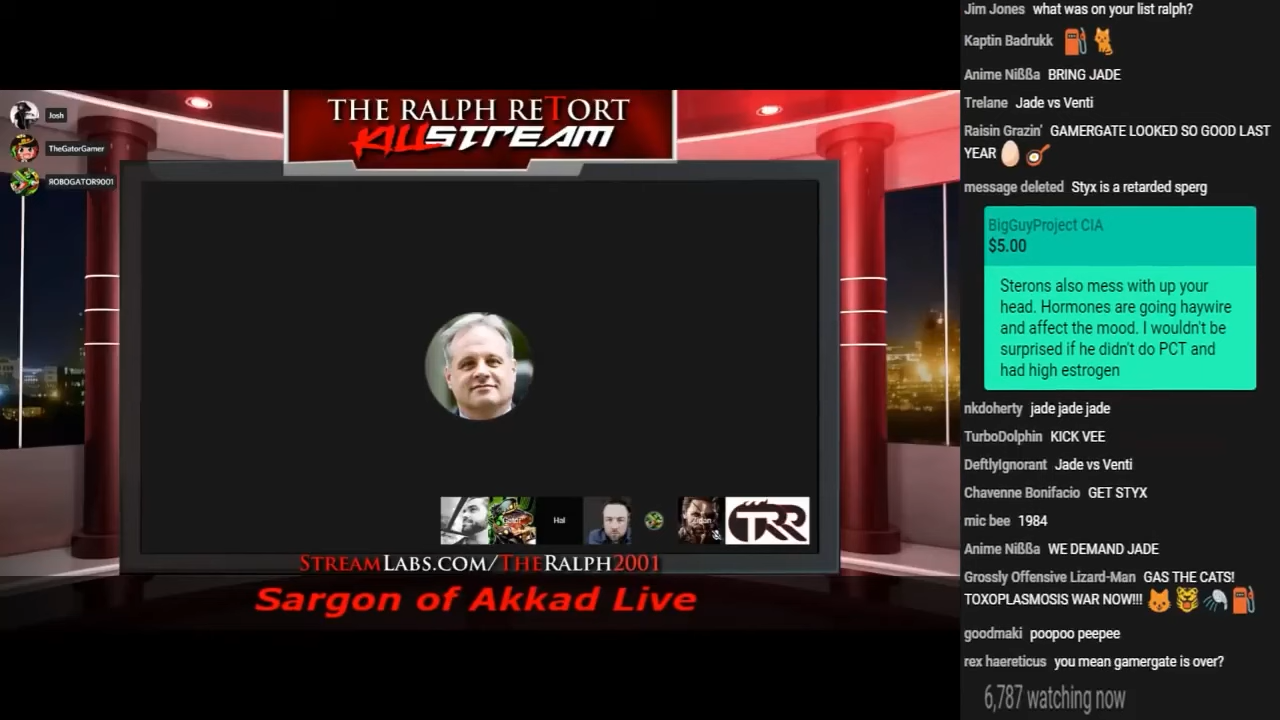 Josh
TheGatorGamer
ROBOGATOR9001
THE RALPH RETORT
KILLSTREAM
Hal
TRR
STREAMLABS.COM/THERALPH2001
Sargon of Akkad Live
Jim Jones what was on your list ralph?
Kaptin Badrukk
Anime Nißßa BRING JADE
Trelane Jade vs Venti
Raisin Grazin' GAMERGATE LOOKED SO GOOD LAST
YEAR
message deleted Styx is a retarded sperg
BigGuyProject CIA
$5.00
Sterons also mess with up your
head. Hormones are going haywire
and affect the mood. I wouldn't be
surprised if he didn't do PCT and
had high estrogen
nkdoherty jade jade jade
TurboDolphin KICK VEE
DeftlyIgnorant Jade vs Venti
Chavenne Bonifacio GET STYX
mic bee 1984
Anime Nißßa WE DEMAND JADE
Grossly Offensive Lizard-Man GAS THE CATS!
TOXOPLASMOSIS WAR NOW!!!
goodmaki poopoo peepee
rex haereticus you mean gamergate is over?
6,787 watching now